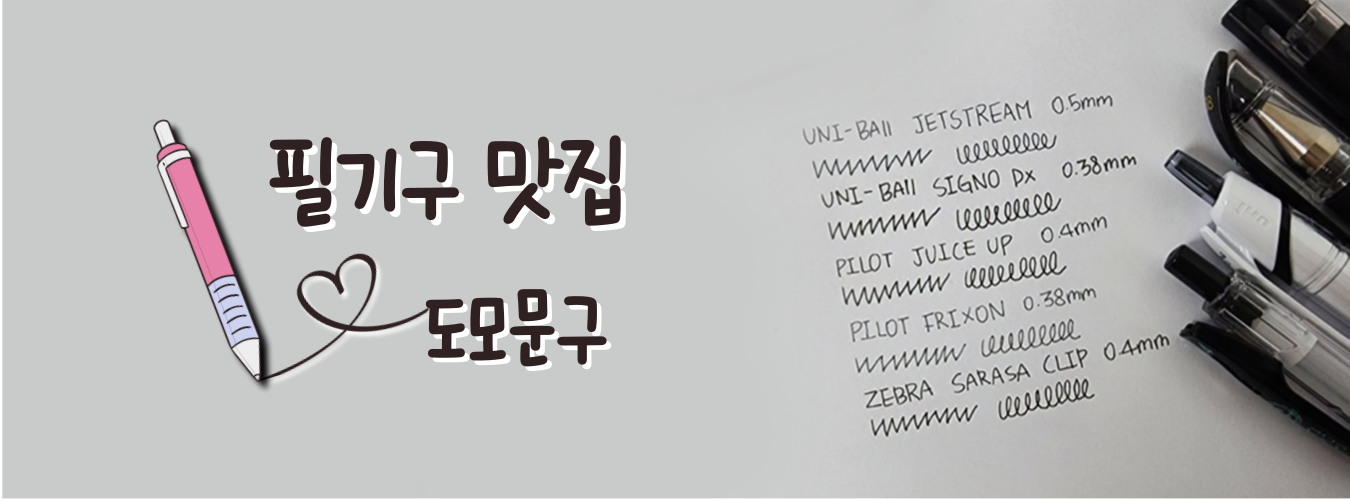 필기구 맛집
도모문구
UNI-BAll JETSTREAM 0.5mm
UNI-BAll SIGNO Dx 0.38mm
PILOT JUICE UP 0.4mm
PILOT FRIXON 0.38mm
ZEBRA SARASA CLIP 0.4mm
uni